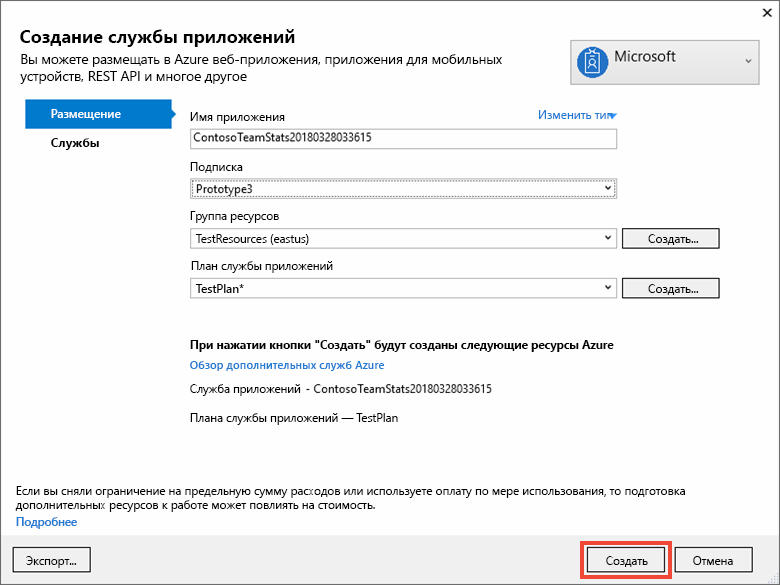 Создание службы приложений
Вы можете размещать в Azure веб-приложения, приложения для мобильных
устройств, REST API и многое другое
Microsoft
Размещение
Службы
Имя приложения
Изменить тип
ContosoTeamStats20180328033615
Подписка
Prototype3
Группа ресурсов
TestResources (eastus)
Создать...
План службы приложений
TestPlan*
Создать...
При нажатии кнопки "Создать" будут созданы следующие ресурсы Azure
Обзор дополнительных служб Azure
Служба приложений - ContosoTeamStats20180328033615
Плана службы приложений — TestPlan
Если вы сняли ограничение на предельную сумму расходов или используете оплату по мере использования, то подготовка
дополнительных ресурсов к работе может повлиять на стоимость.
Подробнее
Экспорт...
Создать
Отмена